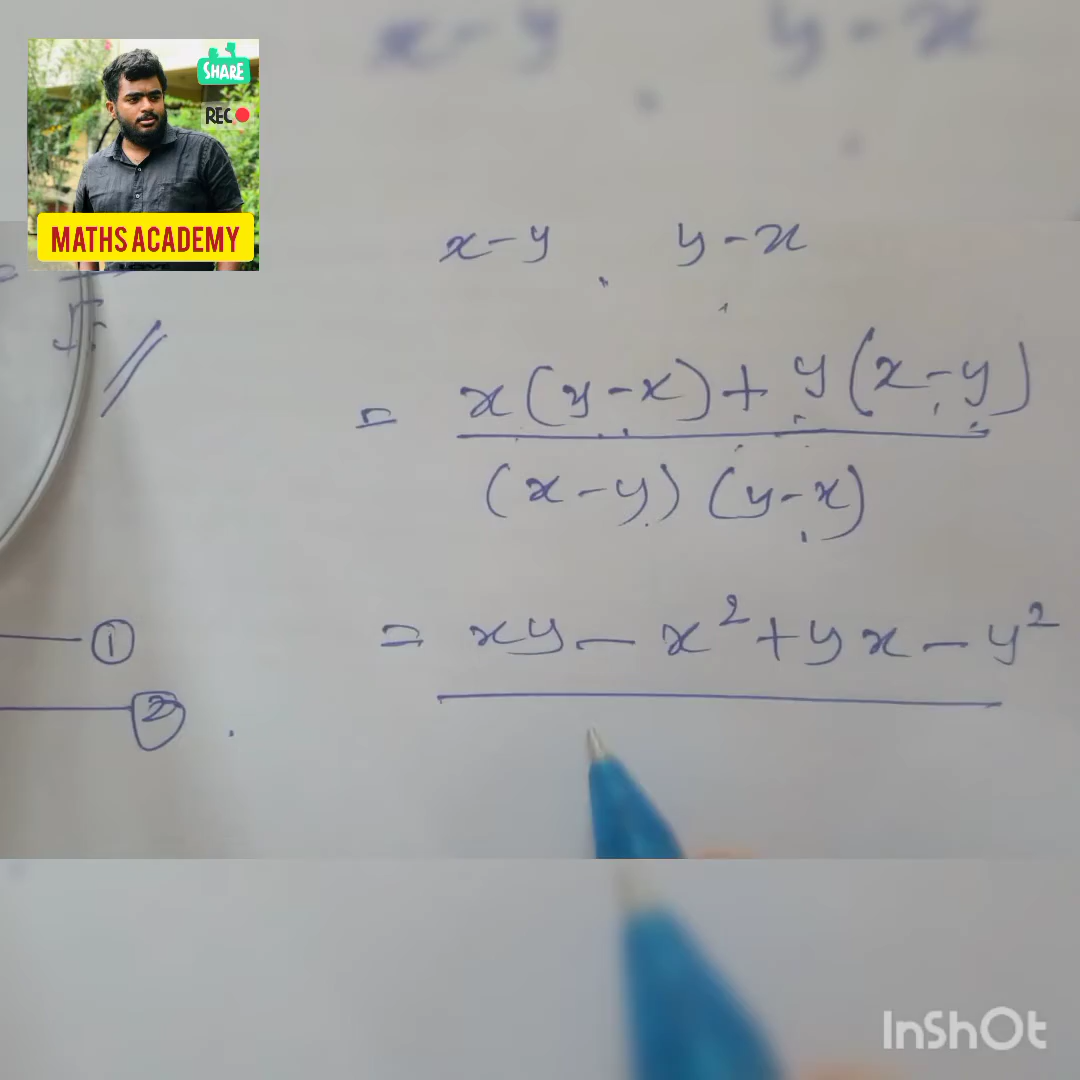 x - y y - x
SHARE
REC
MATHS ACADEMY
x - y y - x
= x(y - x) + y(x - y)
(x - y) (y - x)
= xy - x² + yx - y²
①
②
InShOt